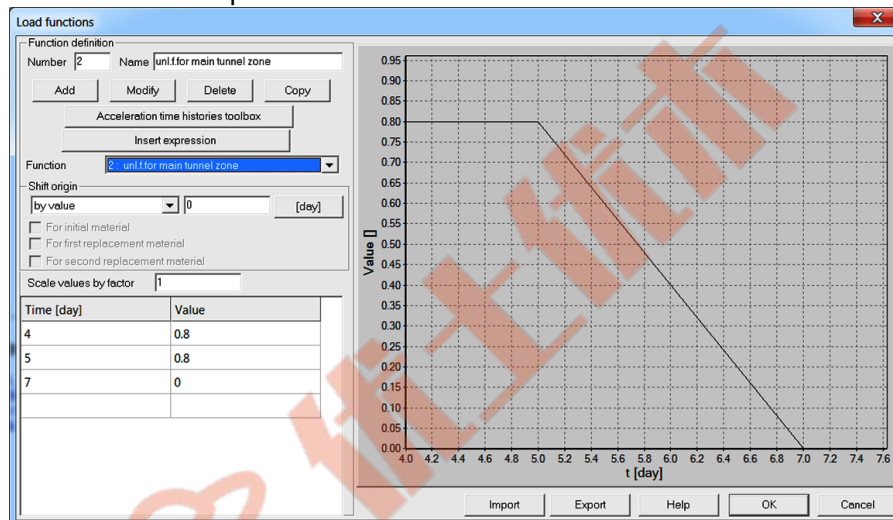 Load functions
Function definition
Number 2 Name unl.f.for main tunnel zone
Add Modify Delete Copy
Acceleration time histories toolbox
Insert expression
Function 2 : unl.f.for main tunnel zone
Shift origin
by value 0 [day]
For initial material
For first replacement material
For second replacement material
Scale values by factor 1
Time [day] Value
4 0.8
5 0.8
7 0
Value []
0.95
0.90
0.85
0.80
0.75
0.70
0.65
0.60
0.55
0.50
0.45
0.40
0.35
0.30
0.25
0.20
0.15
0.10
0.05
0.00
4.0 4.2 4.4 4.6 4.8 5.0 5.2 5.4 5.6 5.8 6.0 6.2 6.4 6.6 6.8 7.0 7.2 7.4 7.6
t [day]
Import Export Help OK Cancel